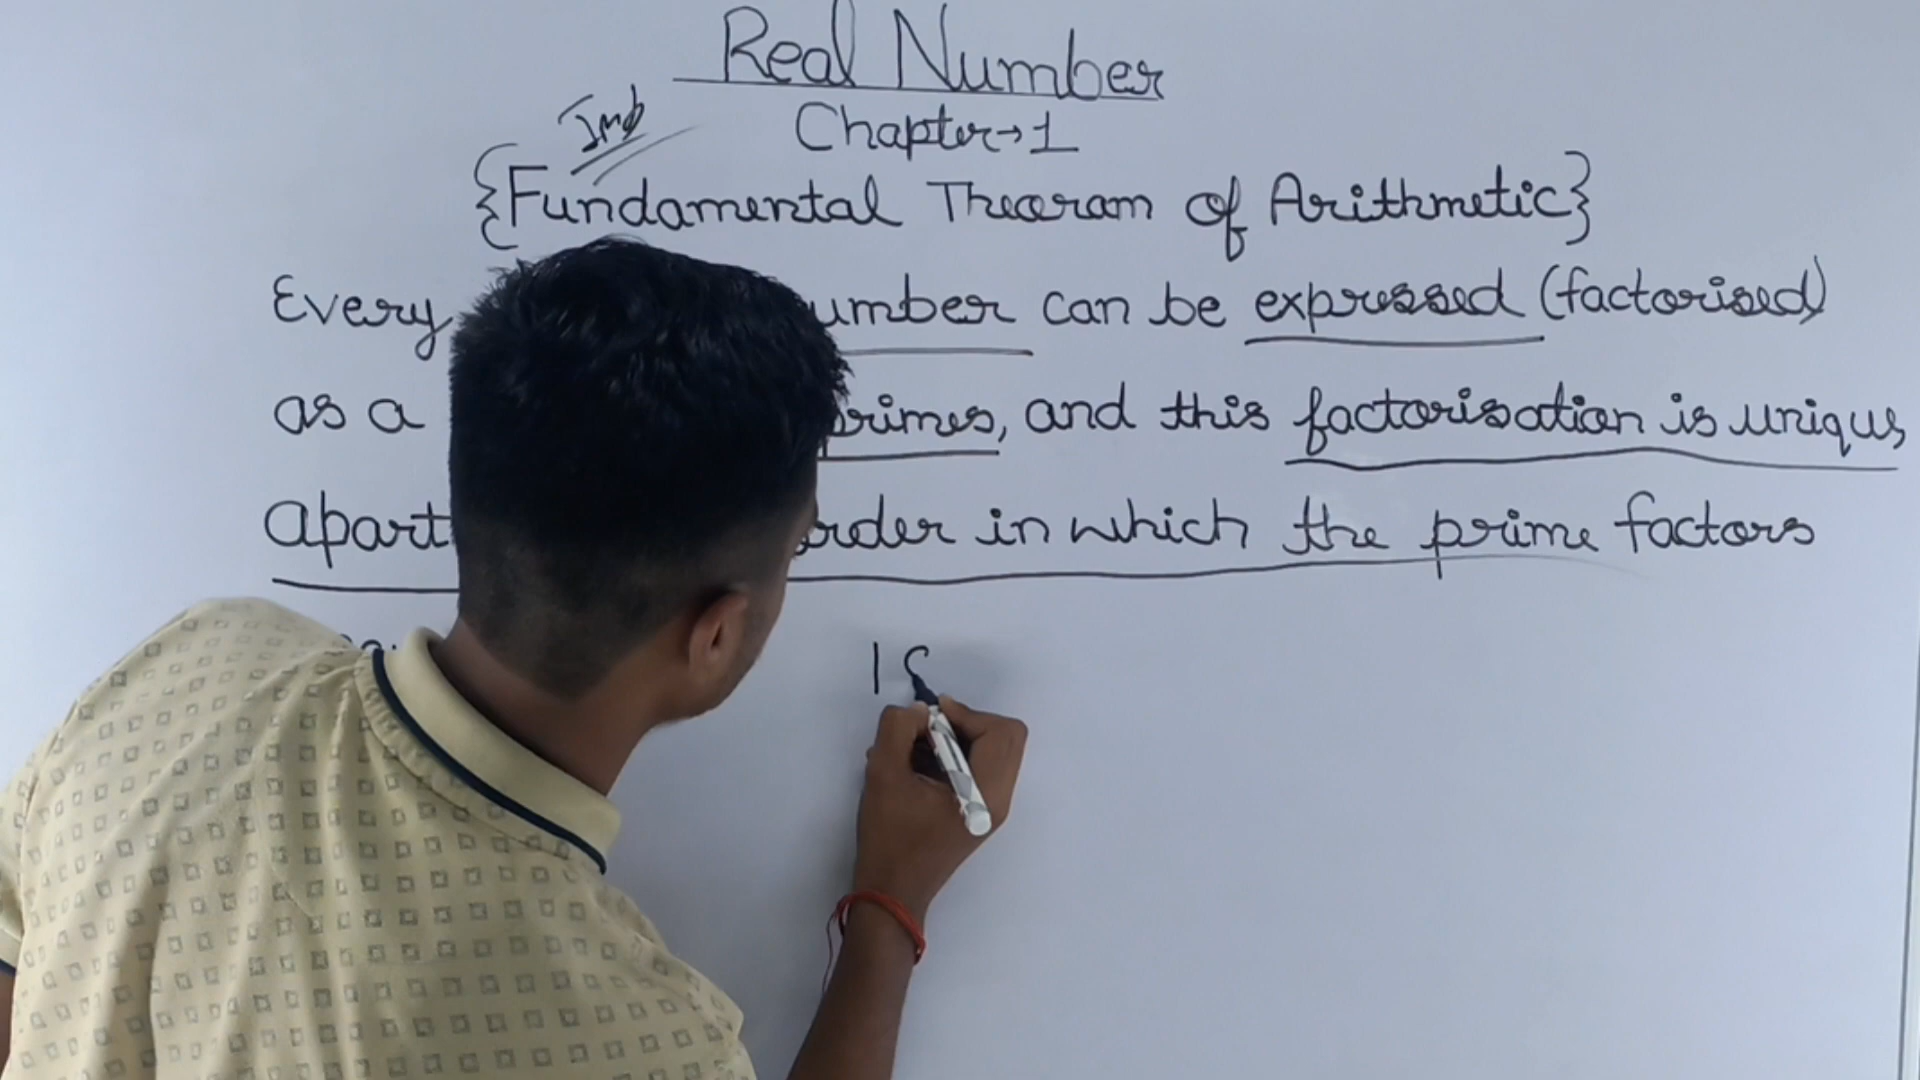 Real Number
Chapter→1
Imp
{Fundamental Thearam of Arithmetic}
Every umber can be expressed (factorised)
as a primes, and this factorisation is unique,
apart order in which the prime factors
1